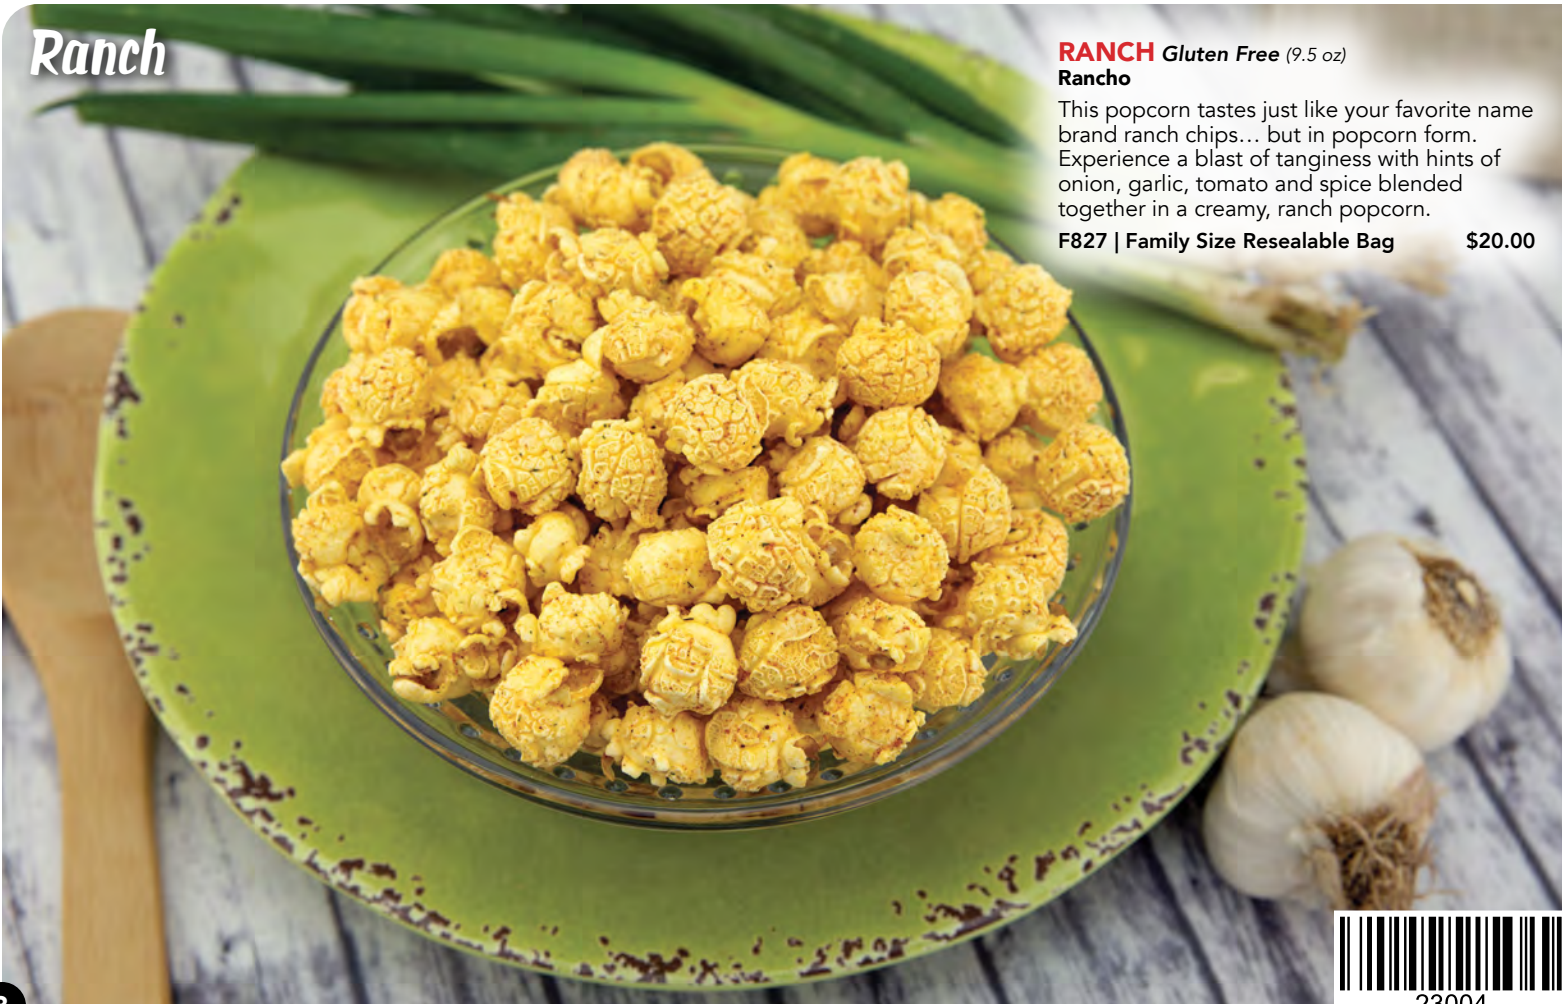 Ranch
RANCH Gluten Free (9.5 oz)
Rancho
This popcorn tastes just like your favorite name
brand ranch chips... but in popcorn form.
Experience a blast of tanginess with hints of
onion, garlic, tomato and spice blended
together in a creamy, ranch popcorn.
F827 | Family Size Resealable Bag $20.00
23004